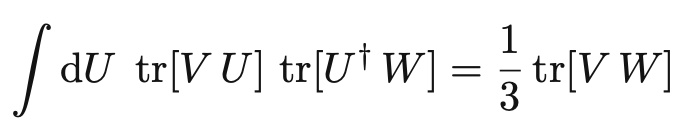 ∫ dU tr[V U] tr[U† W] = 1/3 tr[V W]